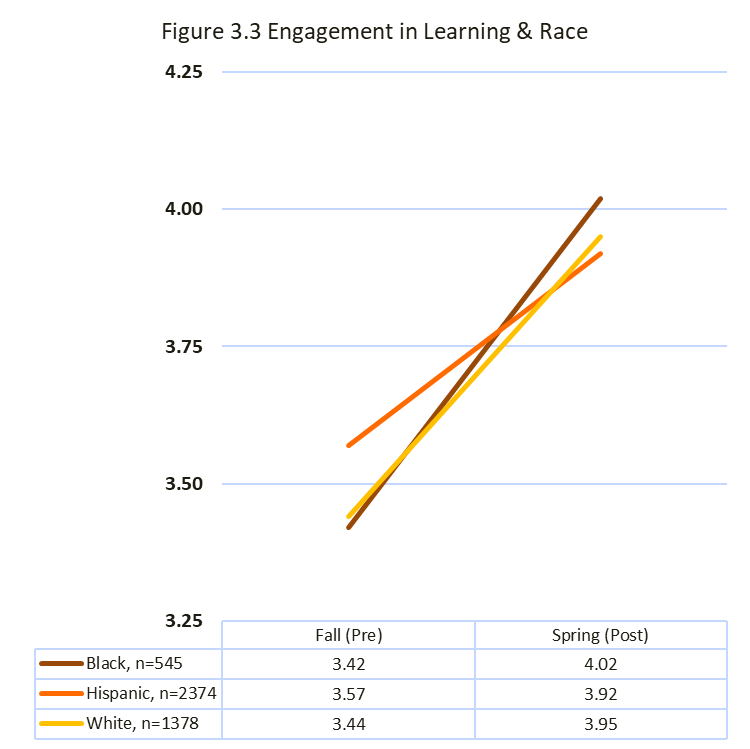 Figure 3.3 Engagement in Learning & Race
4.25
4.00
3.75
3.50
3.25
Fall (Pre) Spring (Post)
Black, n=545 3.42 4.02
Hispanic, n=2374 3.57 3.92
White, n=1378 3.44 3.95